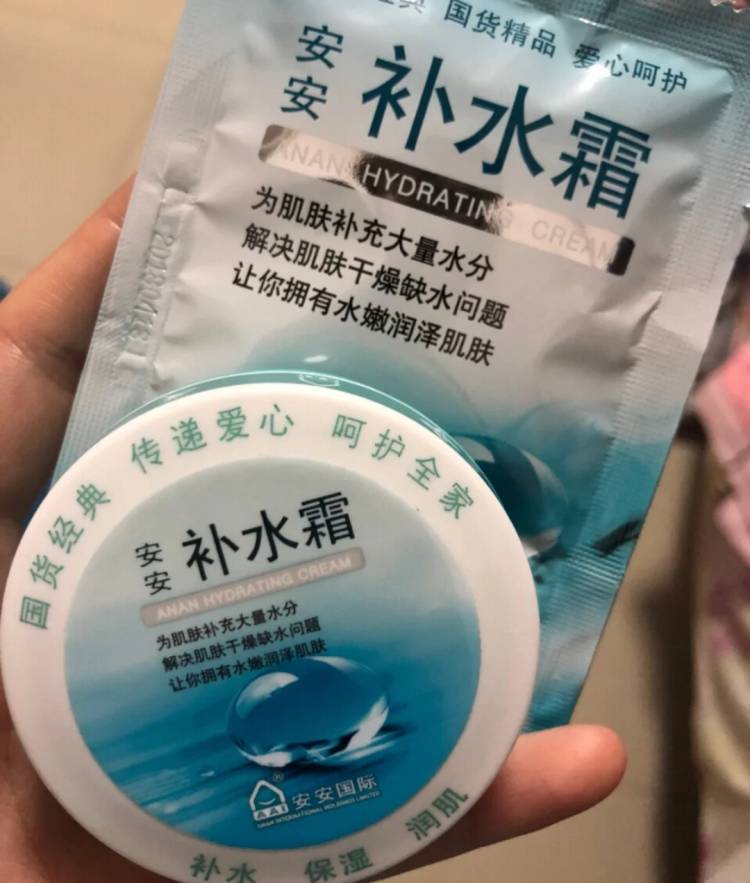 国货精品 爱心呵护
安安
补水霜
ANAN HYDRATING CREAM
为肌肤补充大量水分
解决肌肤干燥缺水问题
让你拥有水嫩润泽肌肤
国货经典 传递爱心 呵护全家
安安
补水霜
ANAN HYDRATING CREAM
为肌肤补充大量水分
解决肌肤干燥缺水问题
让你拥有水嫩润泽肌肤
AAI
®
安安国际
补水 保湿 润肌